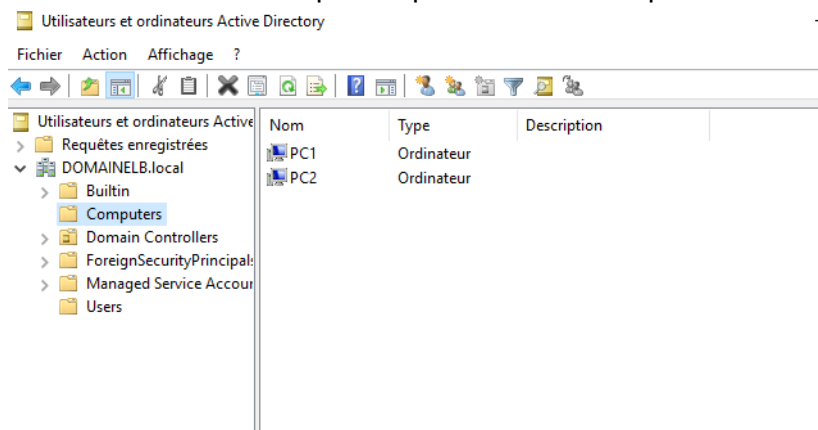 Utilisateurs et ordinateurs Active Directory
Fichier Action Affichage ?
Utilisateurs et ordinateurs Active
Requêtes enregistrées
DOMAINELB.local
Builtin
Computers
Domain Controllers
ForeignSecurityPrincipal
Managed Service Accour
Users
Nom Type Description
PC1 Ordinateur
PC2 Ordinateur